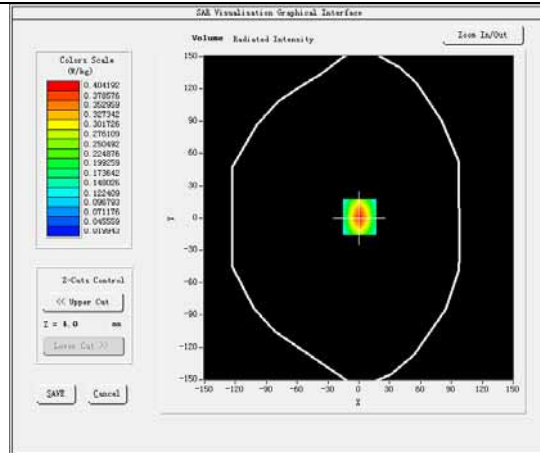 SAR Visualisation Graphical Interface
Volume Radiated Intensity
Zoom In/Out
Colors Scale
(W/kg)
0.404192
0.378576
0.352959
0.327342
0.301726
0.276109
0.250492
0.224876
0.199259
0.173642
0.148026
0.122409
0.096793
0.071176
0.045559
0.019943
Z-Cuts Control
<< Upper Cut
Z = 4.0 mm
Lower Cut >>
SAVE
Cancel
150
120
90
60
30
0
-30
-60
-90
-120
-150
Y
-150 -120 -90 -60 -30 0 30 60 90 120 150
X